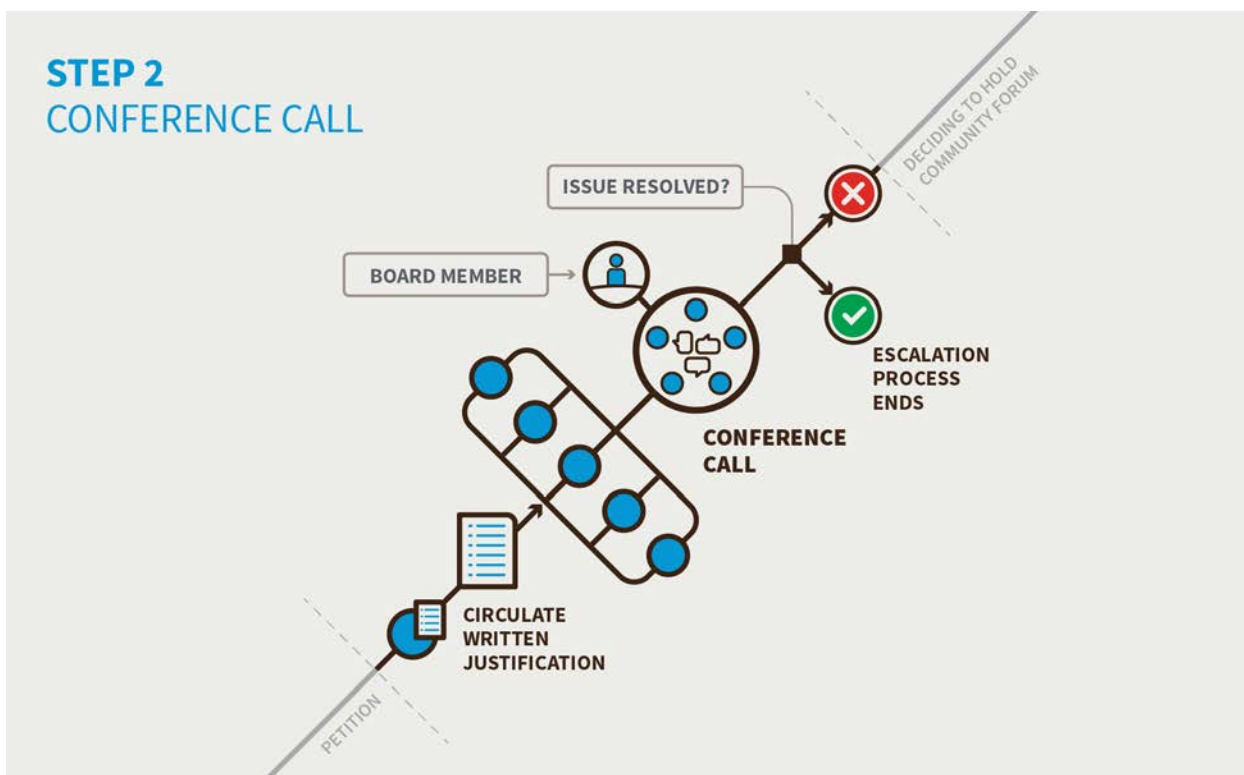 STEP 2
CONFERENCE CALL
DECIDING TO HOLD
COMMUNITY FORUM
ISSUE RESOLVED?
BOARD MEMBER
ESCALATION
PROCESS
ENDS
CONFERENCE
CALL
CIRCULATE
WRITTEN
JUSTIFICATION
PETITION